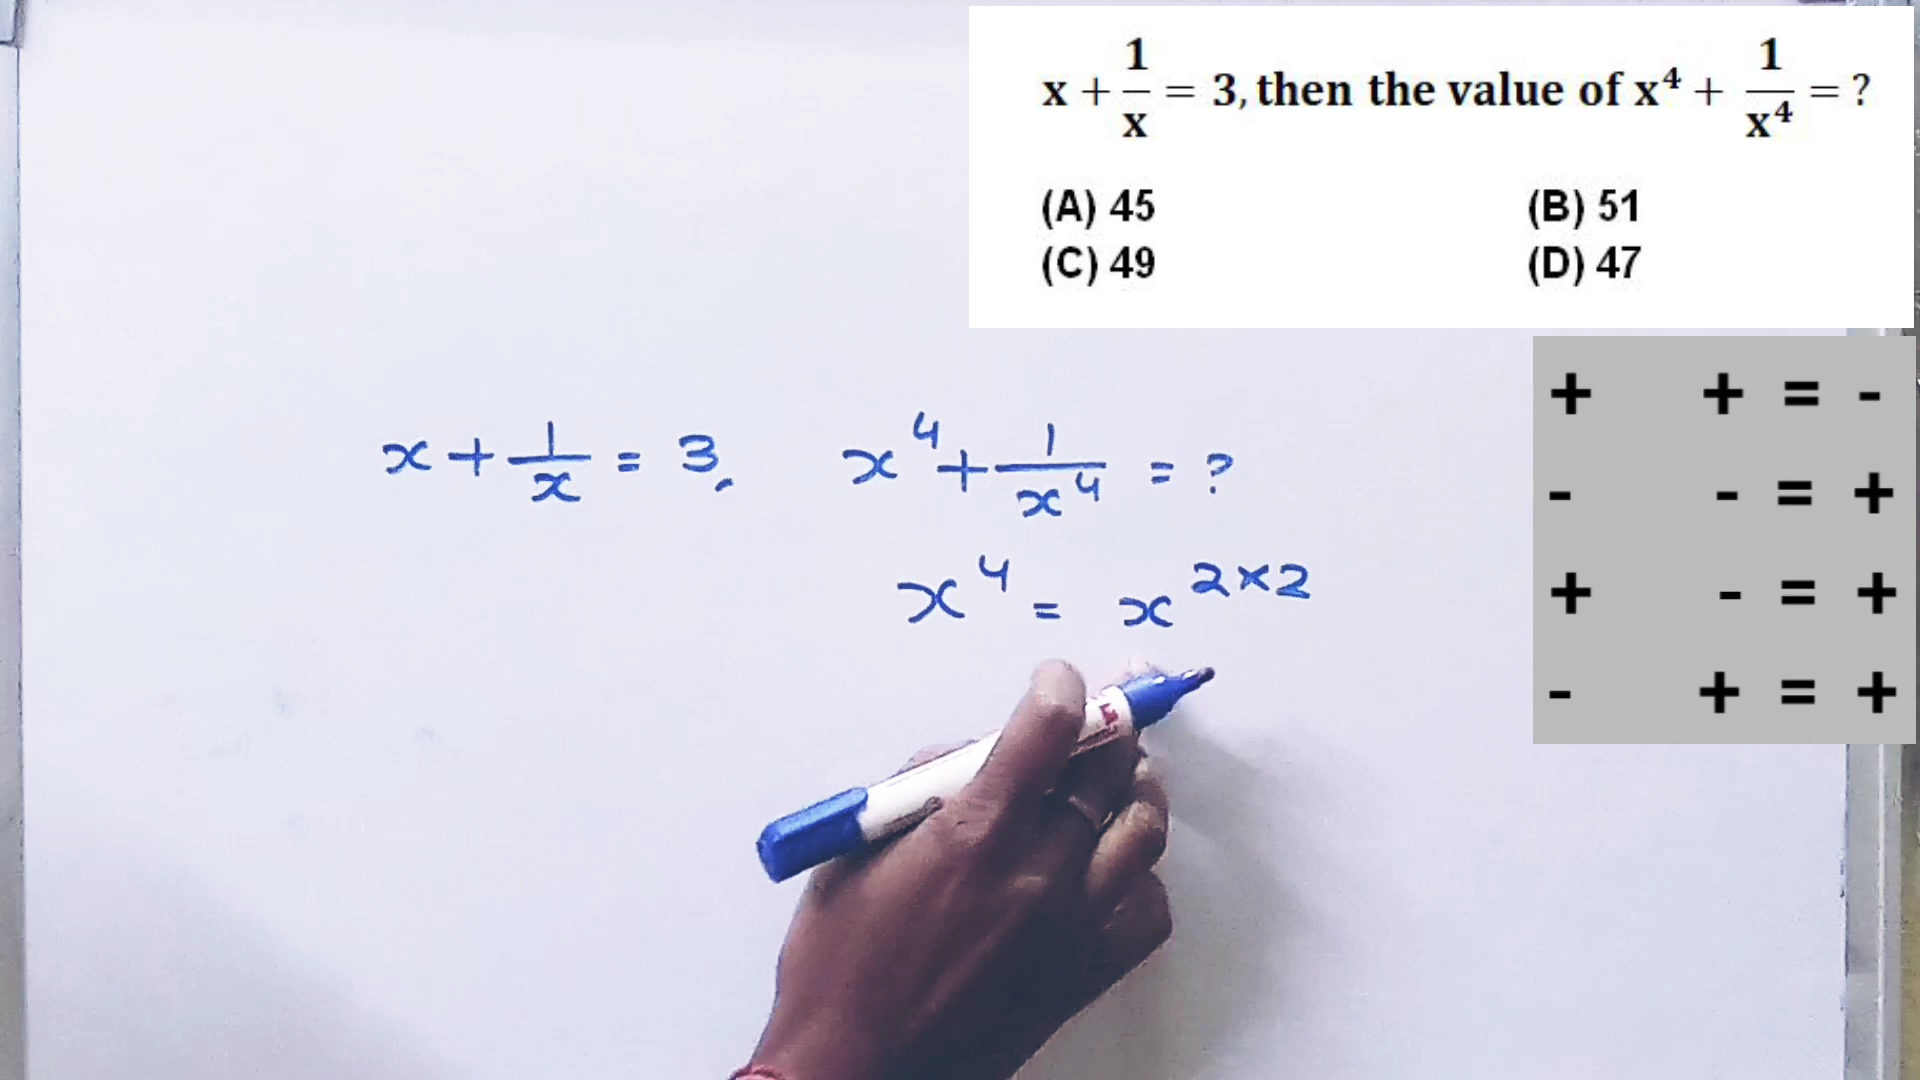 x + 1/x = 3, then the value of x⁴ + 1/x⁴ = ?
(A) 45 (B) 51
(C) 49 (D) 47
+ + = -
- - = +
+ - = +
- + = +
x + 1/x = 3, x⁴ + 1/x⁴ = ?
x⁴ = x²ˣ²